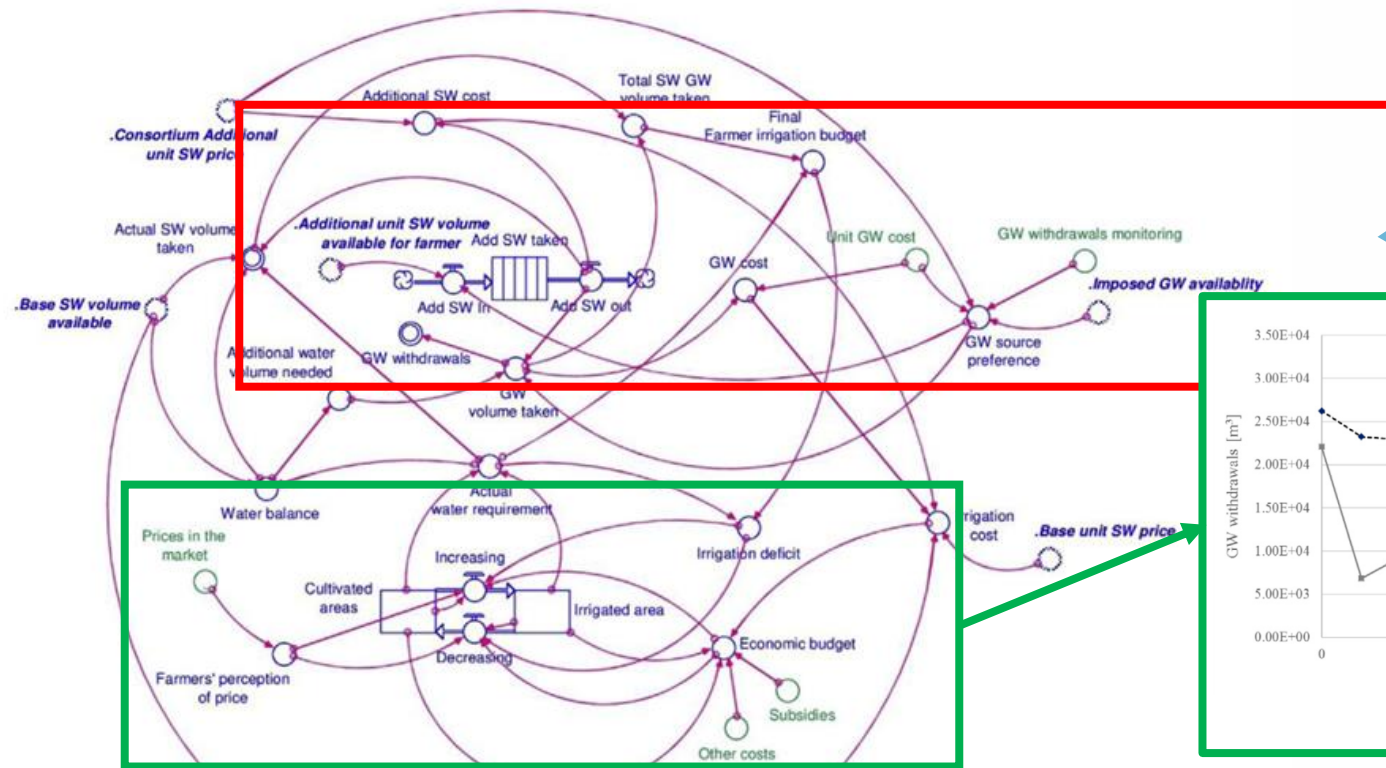 Total SW GW
volume taken
Additional SW cost
Final
Farmer irrigation budget
.Consortium Additional
unit SW price
Actual SW volume
taken
.Additional unit SW volume
available for farmer
Add SW taken
Unit GW cost
GW withdrawals monitoring
GW cost
.Imposed GW availablity
.Base SW volume
available
Add SW In
Add SW out
GW withdrawals
GW source
preference
Additional water
volume needed
GW
volume taken
Actual
water requirement
Water balance
Irrigation deficit
Irrigation
cost
.Base unit SW price
Prices in the
market
Increasing
Cultivated
areas
Irrigated area
Decreasing
Economic budget
Farmers' perception
of price
Subsidies
Other costs
GW withdrawals [m³]
3.50E+04
3.00E+04
2.50E+04
2.00E+04
1.50E+04
1.00E+04
5.00E+03
0.00E+00
0